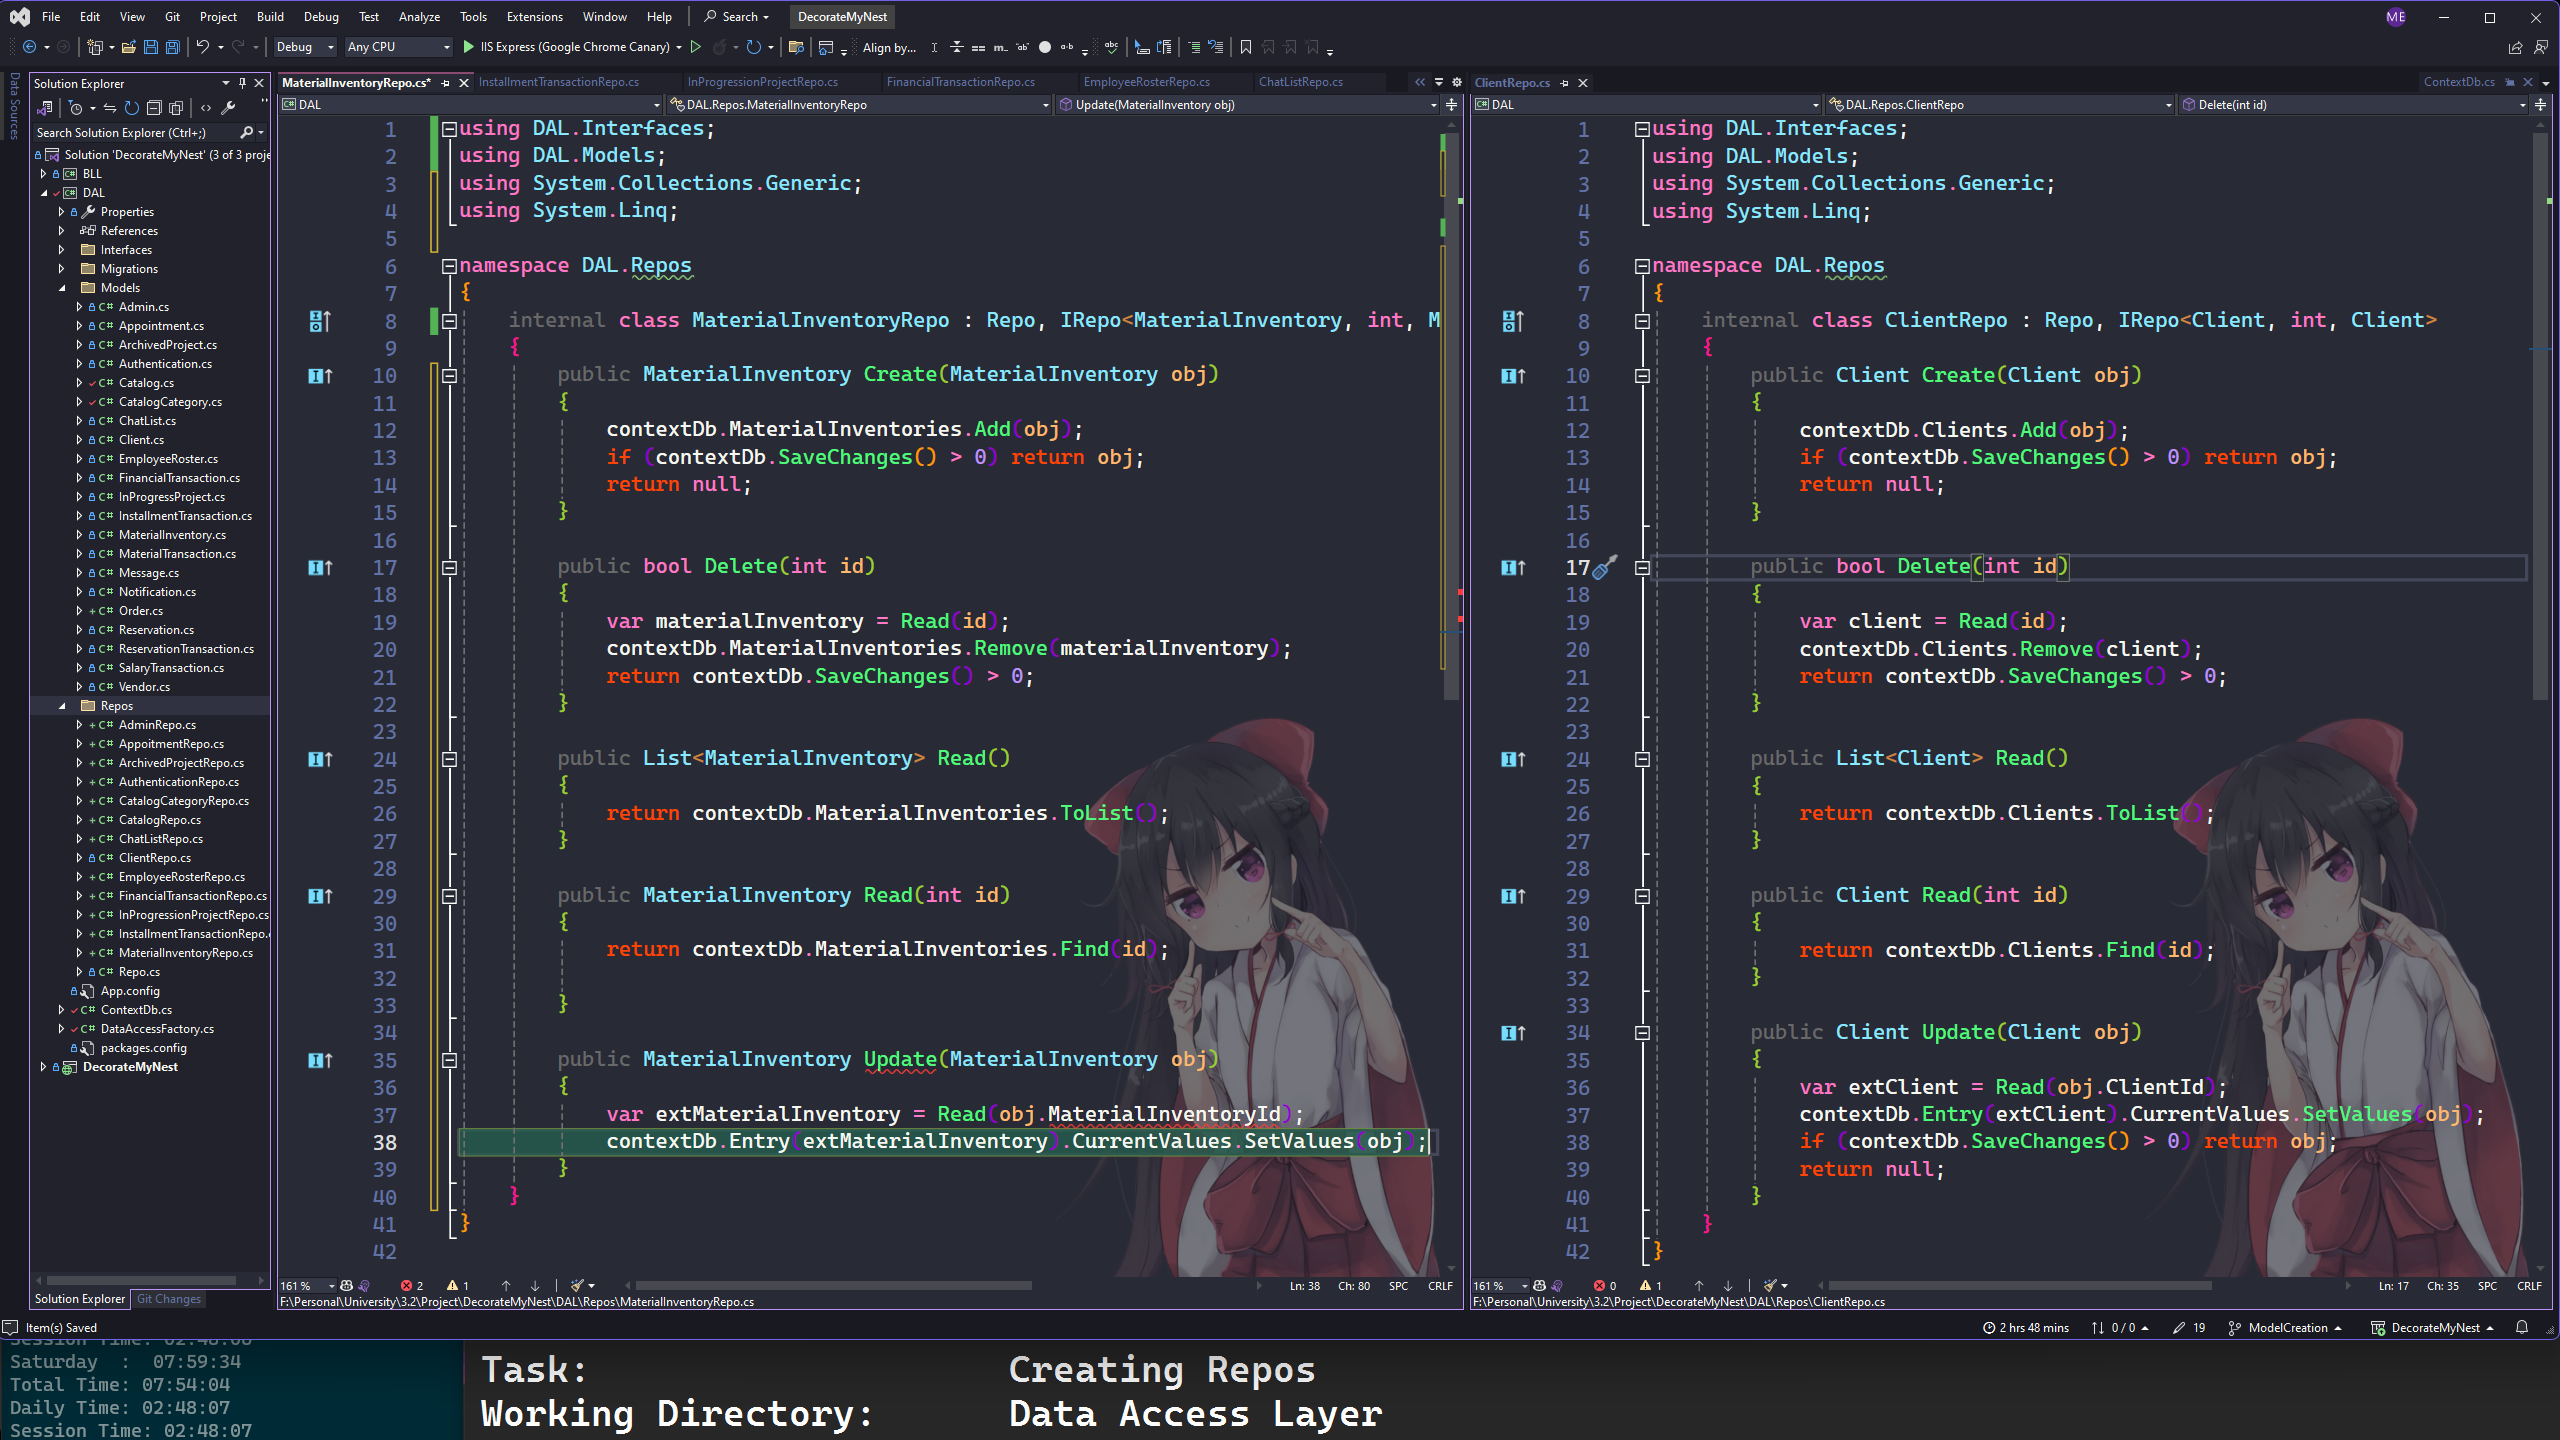 File Edit View Git Project Build Debug Test Analyze Tools Extensions Window Help Search DecorateMyNest ME
Debug Any CPU IIS Express (Google Chrome Canary) Align by...
Data Sources
Solution Explorer
Search Solution Explorer (Ctrl+;)
Solution 'DecorateMyNest' (3 of 3 proje
BLL
DAL
Properties
References
Interfaces
Migrations
Models
C# Admin.cs
C# Appointment.cs
C# ArchivedProject.cs
C# Authentication.cs
C# Catalog.cs
C# CatalogCategory.cs
C# ChatList.cs
C# Client.cs
C# EmployeeRoster.cs
C# FinancialTransaction.cs
C# InProgressProject.cs
C# InstallmentTransaction.cs
C# MaterialInventory.cs
C# MaterialTransaction.cs
C# Message.cs
C# Notification.cs
C# Order.cs
C# Reservation.cs
C# ReservationTransaction.cs
C# SalaryTransaction.cs
C# Vendor.cs
Repos
C# AdminRepo.cs
C# AppoitmentRepo.cs
C# ArchivedProjectRepo.cs
C# AuthenticationRepo.cs
C# CatalogCategoryRepo.cs
C# CatalogRepo.cs
C# ChatListRepo.cs
C# ClientRepo.cs
C# EmployeeRosterRepo.cs
C# FinancialTransactionRepo.cs
C# InProgressionProjectRepo.cs
C# InstallmentTransactionRepo.
C# MaterialInventoryRepo.cs
C# Repo.cs
App.config
C# ContextDb.cs
C# DataAccessFactory.cs
packages.config
DecorateMyNest
Solution Explorer Git Changes
MaterialInventoryRepo.cs* InstallmentTransactionRepo.cs InProgressionProjectRepo.cs FinancialTransactionRepo.cs EmployeeRosterRepo.cs ChatListRepo.cs
DAL DAL.Repos.MaterialInventoryRepo Update(MaterialInventory obj)
1 using DAL.Interfaces;
2 using DAL.Models;
3 using System.Collections.Generic;
4 using System.Linq;
5
6 namespace DAL.Repos
7 {
8 internal class MaterialInventoryRepo : Repo, IRepo<MaterialInventory, int, M
9 {
10 public MaterialInventory Create(MaterialInventory obj)
11 {
12 contextDb.MaterialInventories.Add(obj);
13 if (contextDb.SaveChanges() > 0) return obj;
14 return null;
15 }
16
17 public bool Delete(int id)
18 {
19 var materialInventory = Read(id);
20 contextDb.MaterialInventories.Remove(materialInventory);
21 return contextDb.SaveChanges() > 0;
22 }
23
24 public List<MaterialInventory> Read()
25 {
26 return contextDb.MaterialInventories.ToList();
27 }
28
29 public MaterialInventory Read(int id)
30 {
31 return contextDb.MaterialInventories.Find(id);
32
33 }
34
35 public MaterialInventory Update(MaterialInventory obj)
36 {
37 var extMaterialInventory = Read(obj.MaterialInventoryId);
38 contextDb.Entry(extMaterialInventory).CurrentValues.SetValues(obj);
39 }
40 }
41 }
42
161 % 2 1 Ln: 38 Ch: 80 SPC CRLF
F:\Personal\University\3.2\Project\DecorateMyNest\DAL\Repos\MaterialInventoryRepo.cs
ClientRepo.cs ContextDb.cs
DAL DAL.Repos.ClientRepo Delete(int id)
1 using DAL.Interfaces;
2 using DAL.Models;
3 using System.Collections.Generic;
4 using System.Linq;
5
6 namespace DAL.Repos
7 {
8 internal class ClientRepo : Repo, IRepo<Client, int, Client>
9 {
10 public Client Create(Client obj)
11 {
12 contextDb.Clients.Add(obj);
13 if (contextDb.SaveChanges() > 0) return obj;
14 return null;
15 }
16
17 public bool Delete(int id)
18 {
19 var client = Read(id);
20 contextDb.Clients.Remove(client);
21 return contextDb.SaveChanges() > 0;
22 }
23
24 public List<Client> Read()
25 {
26 return contextDb.Clients.ToList();
27 }
28
29 public Client Read(int id)
30 {
31 return contextDb.Clients.Find(id);
32 }
33
34 public Client Update(Client obj)
35 {
36 var extClient = Read(obj.ClientId);
37 contextDb.Entry(extClient).CurrentValues.SetValues(obj);
38 if (contextDb.SaveChanges() > 0) return obj;
39 return null;
40 }
41 }
42 }
161 % 0 1 Ln: 17 Ch: 35 SPC CRLF
F:\Personal\University\3.2\Project\DecorateMyNest\DAL\Repos\ClientRepo.cs
Item(s) Saved 2 hrs 48 mins 0 / 0 19 ModelCreation DecorateMyNest
Session Time: 02:48:06
Saturday : 07:59:34
Total Time: 07:54:04
Daily Time: 02:48:07
Session Time: 02:48:07
Task: Creating Repos
Working Directory: Data Access Layer